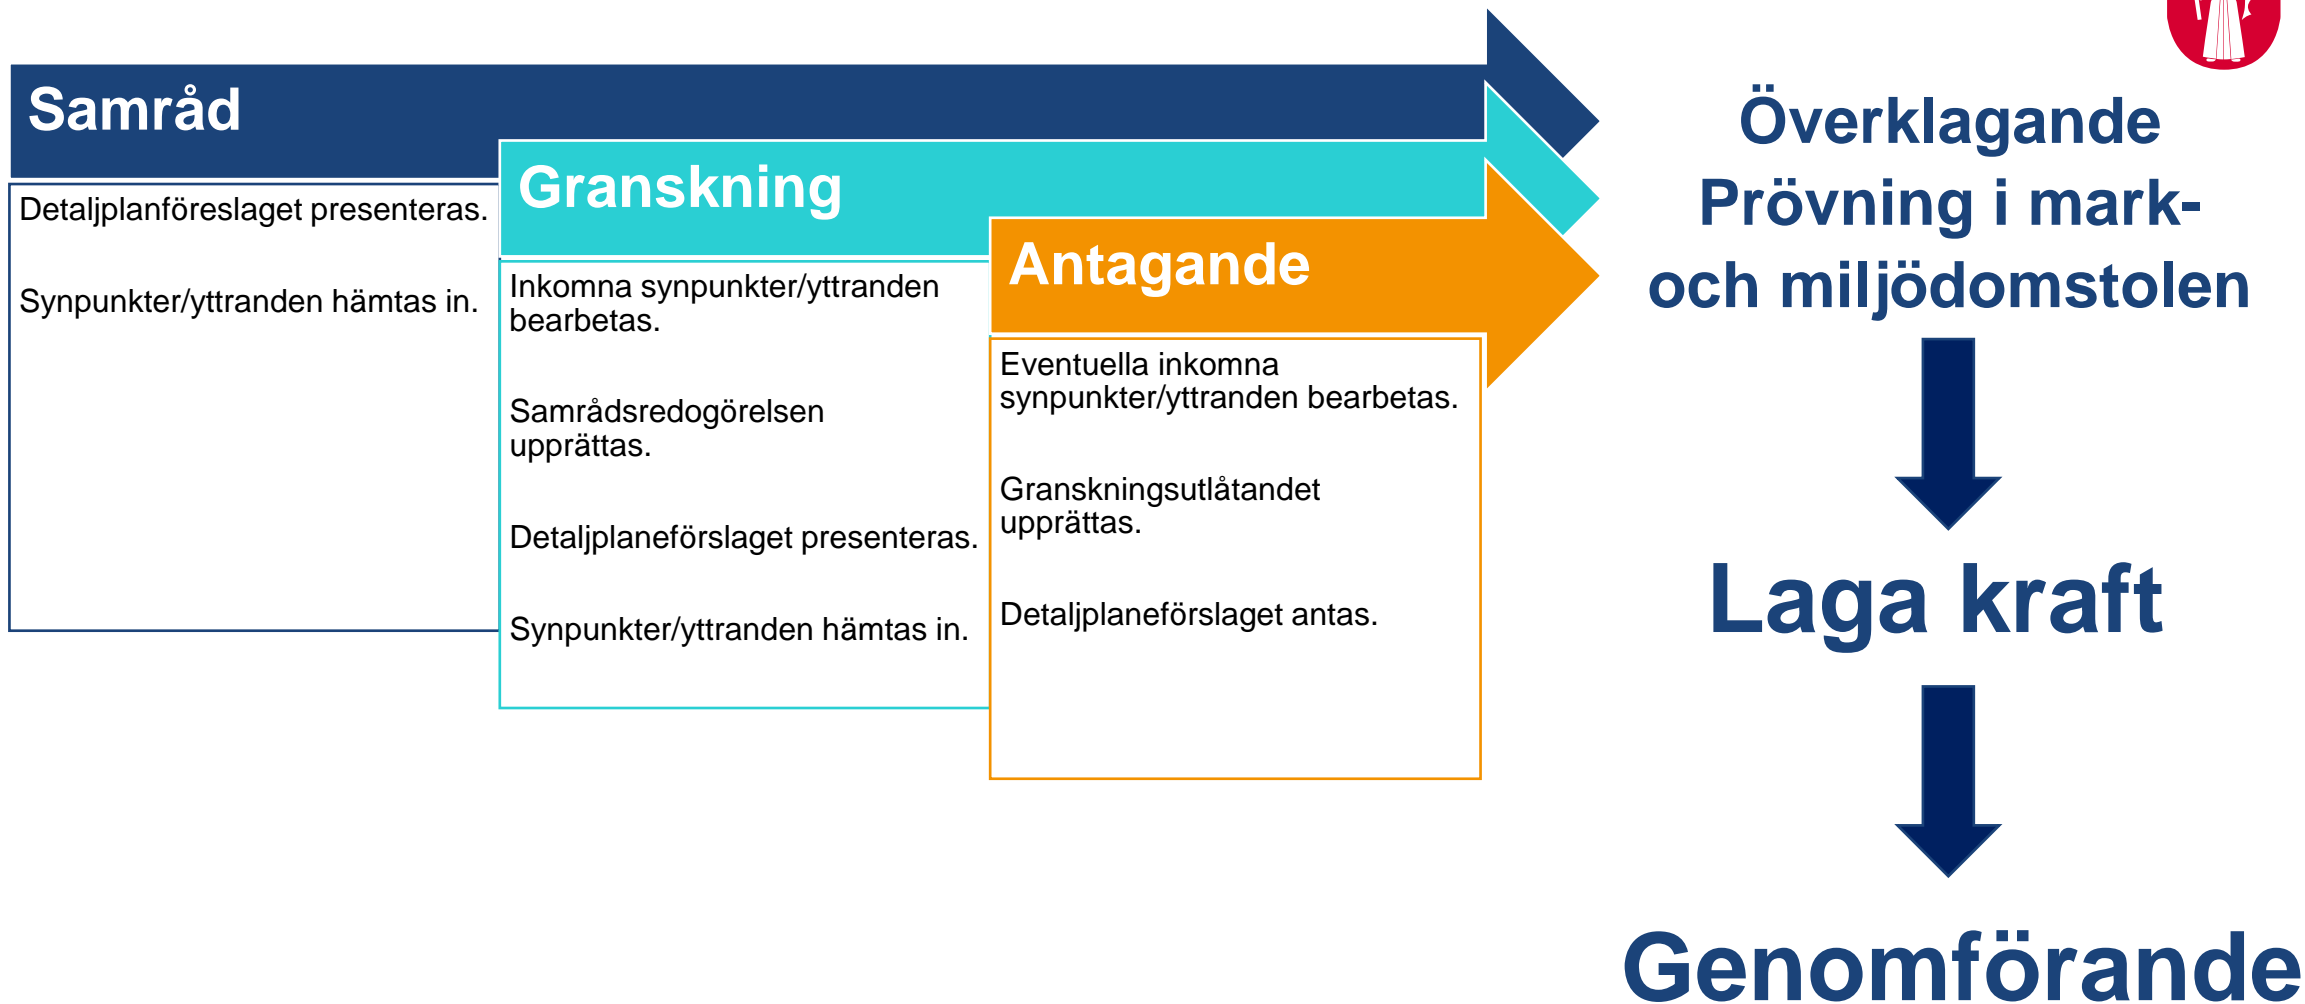 Samråd
Detaljplanföreslaget presenteras.
Synpunkter/yttranden hämtas in.
Granskning
Inkomna synpunkter/yttranden
bearbetas.
Samrådsredogörelsen
upprättas.
Detaljplaneförslaget presenteras.
Synpunkter/yttranden hämtas in.
Antagande
Eventuella inkomna
synpunkter/yttranden bearbetas.
Granskningsutlåtandet
upprättas.
Detaljplaneförslaget antas.
Överklagande
Prövning i mark-
och miljödomstolen
Laga kraft
Genomförande